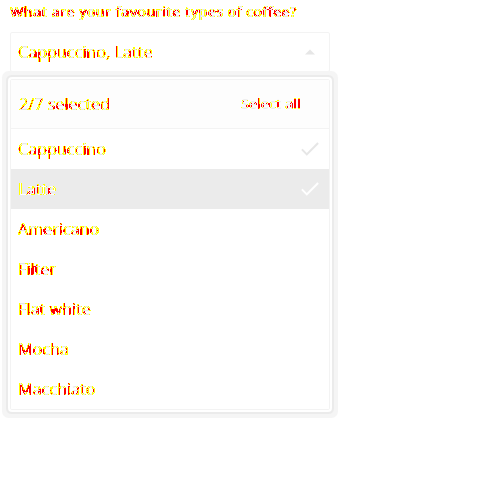 What are your favourite types of coffee?
Cappuccino, Latte
2/7 selected Select all
Cappuccino
Latte
Americano
Filter
Flat white
Mocha
Macchiato